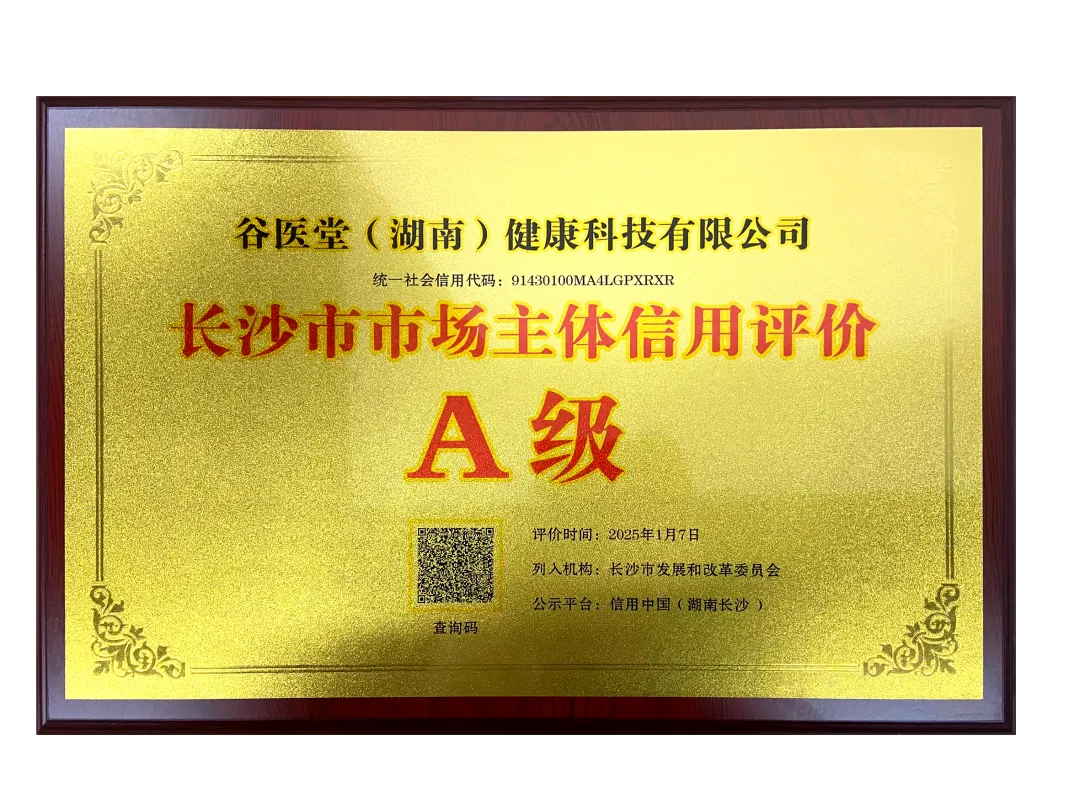 谷医堂（湖南）健康科技有限公司
统一社会信用代码：91430100MA4LGPXRXR
长沙市市场主体信用评价
A级
评价时间：2025年1月7日
列入机构：长沙市发展和改革委员会
公示平台：信用中国（湖南长沙 ）
查询码